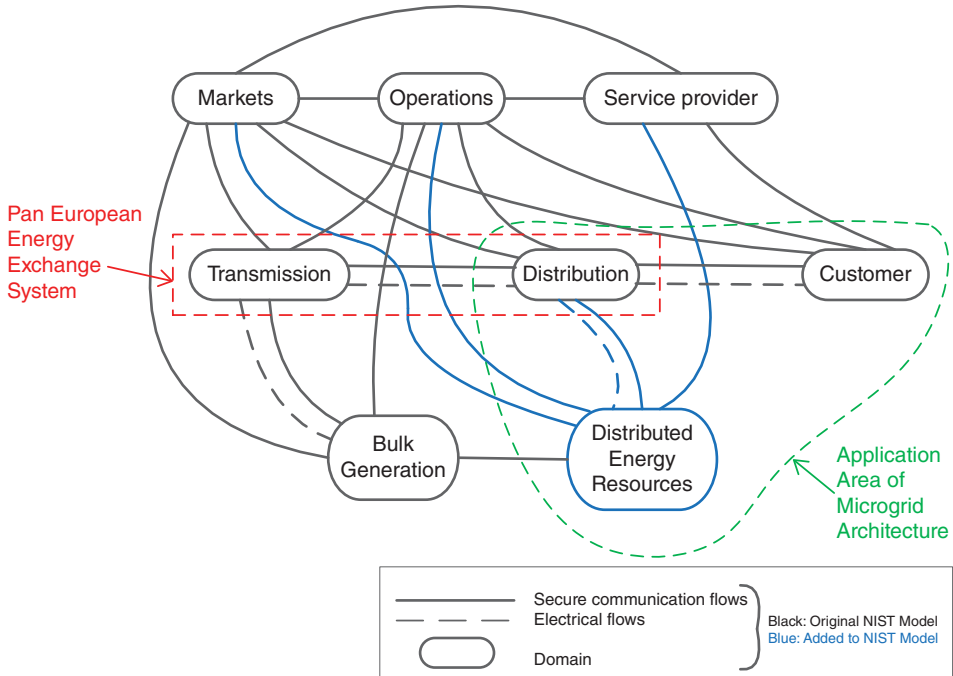 Markets
Operations
Service provider
Pan European
Energy
Exchange
System
Transmission
Distribution
Customer
Bulk
Generation
Distributed
Energy
Resources
Application
Area of
Microgrid
Architecture
Secure communication flows
Electrical flows
Domain
Black: Original NIST Model
Blue: Added to NIST Model